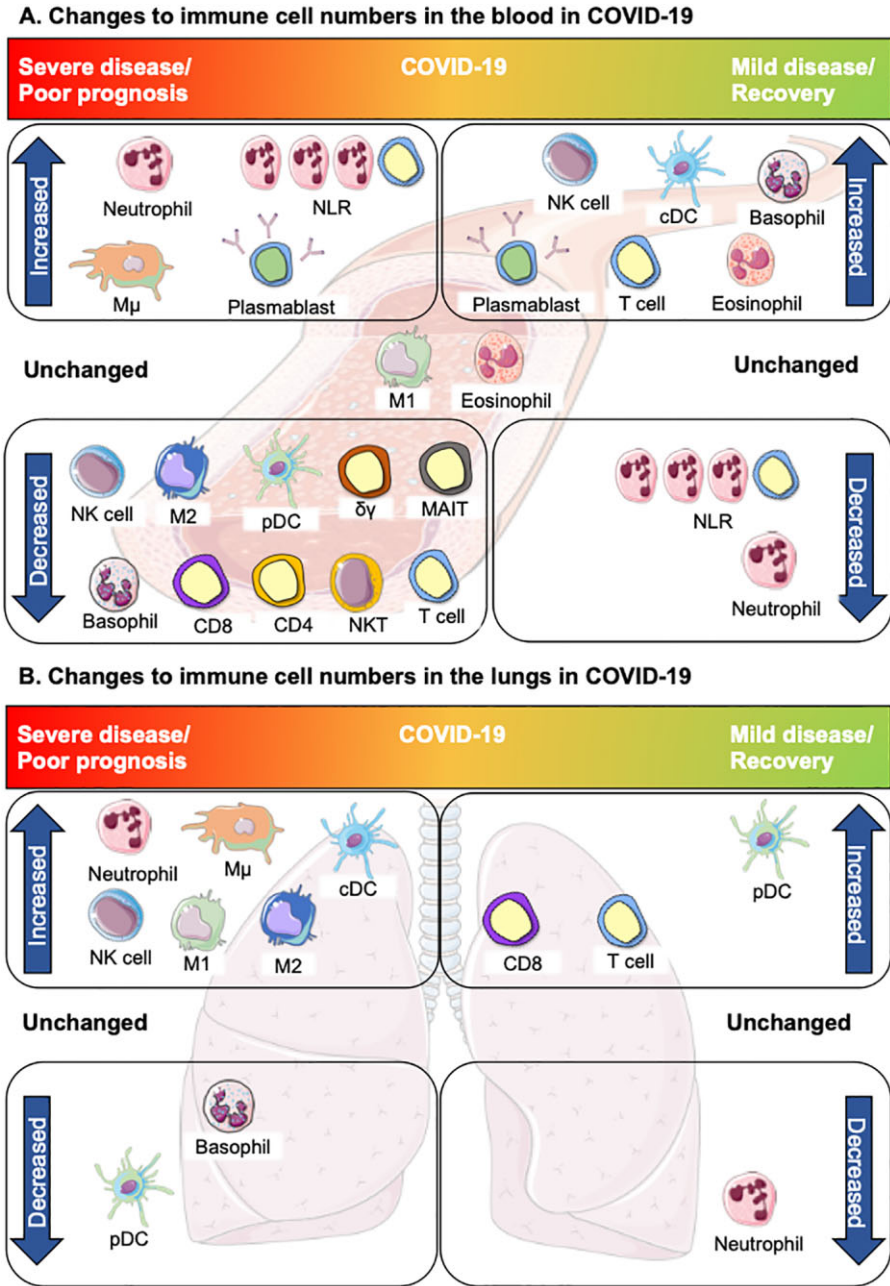 A. Changes to immune cell numbers in the blood in COVID-19
Severe disease/
Poor prognosis
COVID-19
Mild disease/
Recovery
Increased
Neutrophil
NLR
Mμ
Plasmablast
NK cell
cDC
Basophil
Plasmablast
T cell
Eosinophil
Increased
Unchanged
M1
Eosinophil
Unchanged
Decreased
NK cell
M2
pDC
δγ
MAIT
Basophil
CD8
CD4
NKT
T cell
NLR
Neutrophil
Decreased
B. Changes to immune cell numbers in the lungs in COVID-19
Severe disease/
Poor prognosis
COVID-19
Mild disease/
Recovery
Increased
Neutrophil
Mμ
cDC
NK cell
M1
M2
CD8
T cell
pDC
Increased
Unchanged
Unchanged
Decreased
Basophil
pDC
Neutrophil
Decreased